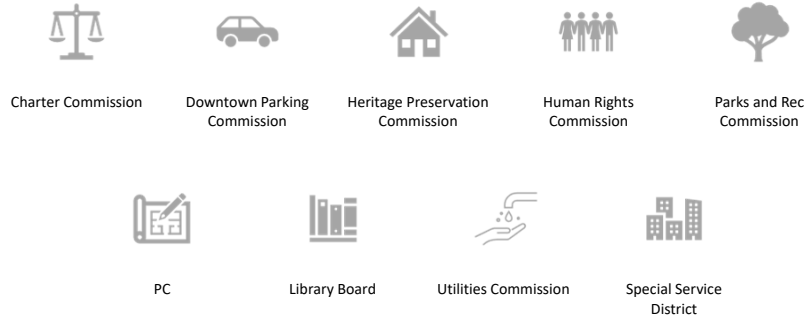 Charter Commission
Downtown Parking
Commission
Heritage Preservation
Commission
Human Rights
Commission
Parks and Rec
Commission
PC
Library Board
Utilities Commission
Special Service
District